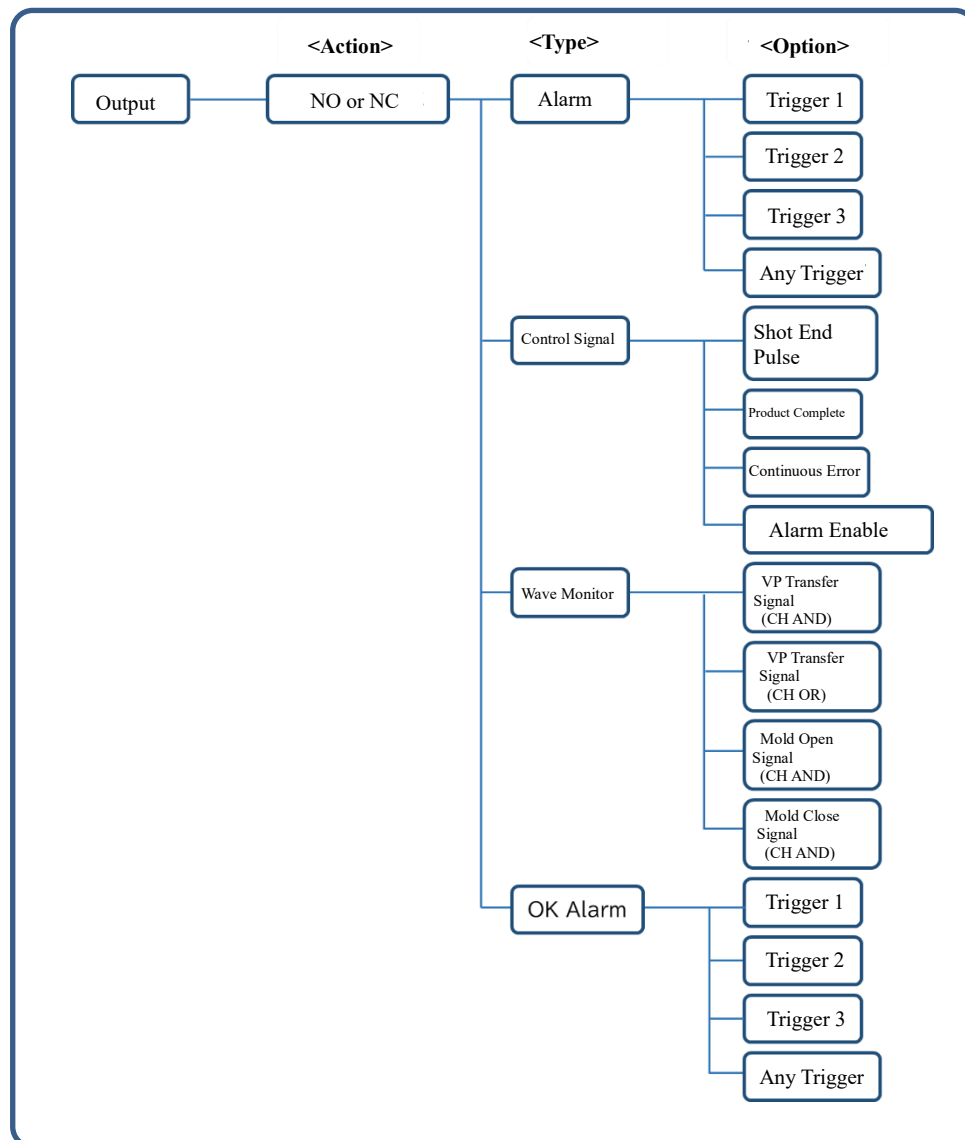 <Action>
<Type>
<Option>
Output
NO or NC
Alarm
Trigger 1
Trigger 2
Trigger 3
Any Trigger
Control Signal
Shot End
Pulse
Product Complete
Continuous Error
Alarm Enable
Wave Monitor
VP Transfer
Signal
(CH AND)
VP Transfer
Signal
(CH OR)
Mold Open
Signal
(CH AND)
Mold Close
Signal
(CH AND)
OK Alarm
Trigger 1
Trigger 2
Trigger 3
Any Trigger